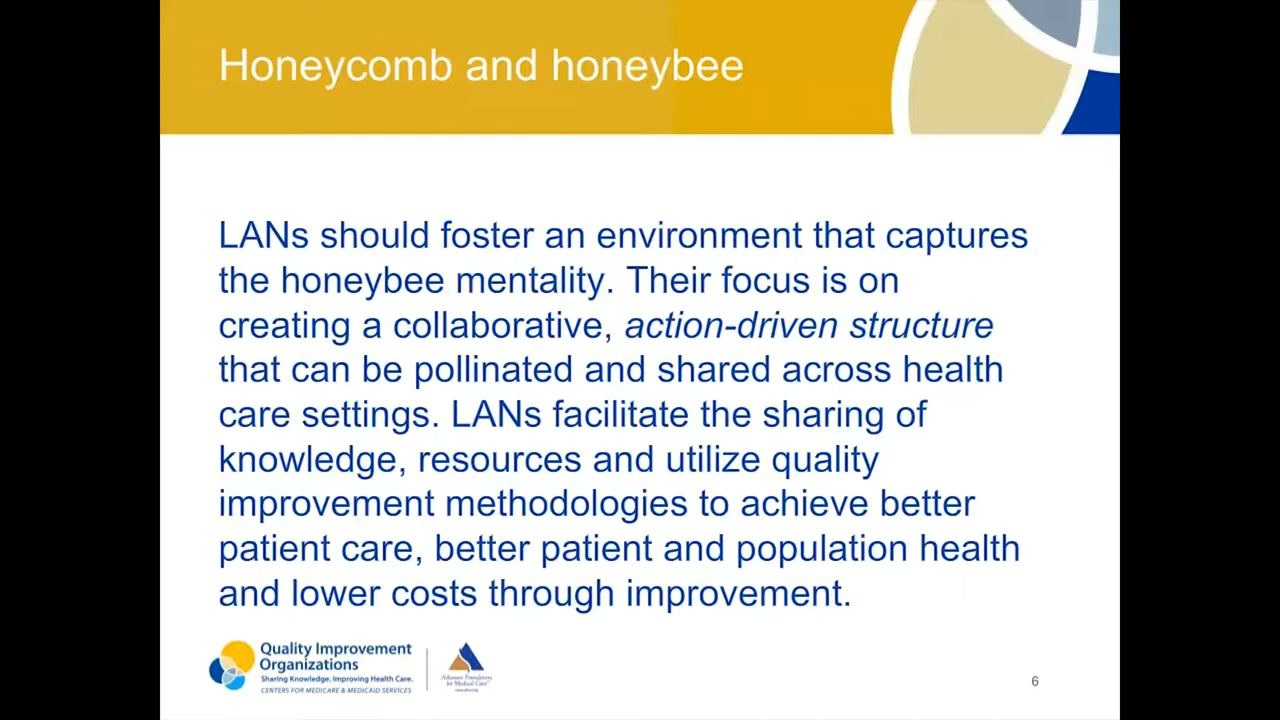 Honeycomb and honeybee
LANs should foster an environment that captures
the honeybee mentality. Their focus is on
creating a collaborative, action-driven structure
that can be pollinated and shared across health
care settings. LANs facilitate the sharing of
knowledge, resources and utilize quality
improvement methodologies to achieve better
patient care, better patient and population health
and lower costs through improvement.
Quality Improvement
Organizations
Sharing Knowledge. Improving Health Care.
CENTERS FOR MEDICARE & MEDICAID SERVICES
Arkansas Foundation
for Medical Care
6